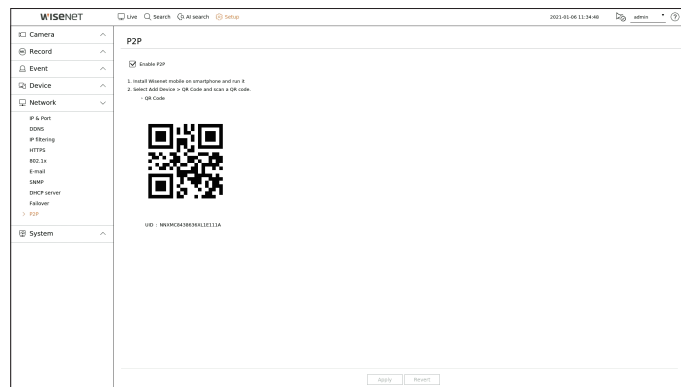 WISENET
Live Search AI search Setup
2021-01-06 11:34:46 admin
Camera
Record
Event
Device
Network
IP & Port
DDNS
IP filtering
HTTPS
802.1x
E-mail
SNMP
DHCP server
Failover
> P2P
System
P2P
Enable P2P
1. Install Wisenet mobile on smartphone and run it
2. Select Add Device > QR Code and scan a QR code.
- QR Code
UID : NNXMC8438636XL1E111A
Apply Revert